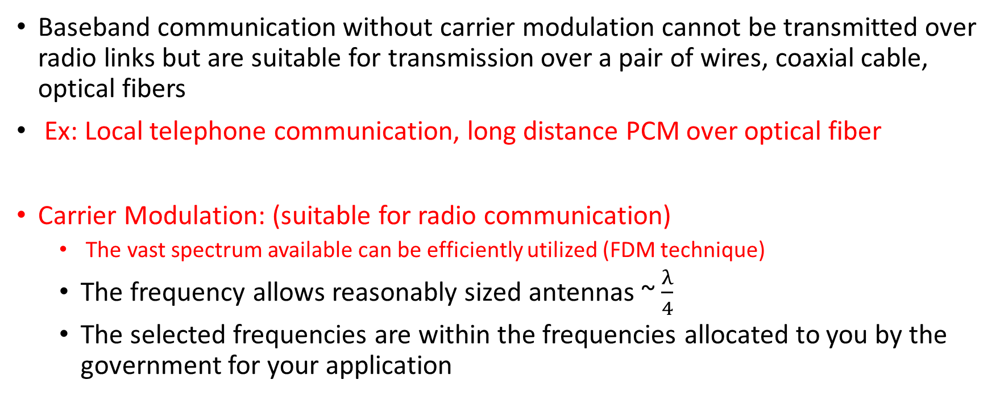 • Baseband communication without carrier modulation cannot be transmitted over
radio links but are suitable for transmission over a pair of wires, coaxial cable,
optical fibers
• Ex: Local telephone communication, long distance PCM over optical fiber
• Carrier Modulation: (suitable for radio communication)
• The vast spectrum available can be efficiently utilized (FDM technique)
• The frequency allows reasonably sized antennas ~ λ/4
• The selected frequencies are within the frequencies allocated to you by the
government for your application